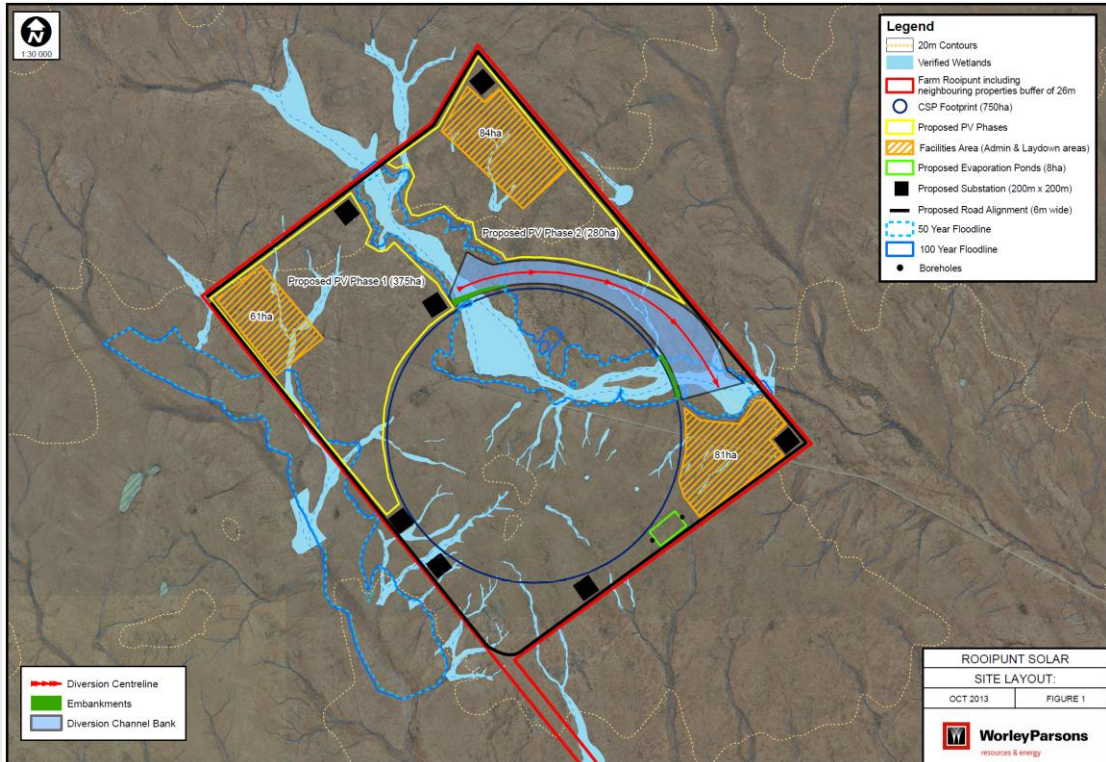 N
1:30 000
Legend
20m Contours
Verified Wetlands
Farm Rooipunt including
neighbouring properties buffer of 26m
CSP Footprint (750ha)
Proposed PV Phases
Facilities Area (Admin & Laydown areas)
Proposed Evaporation Ponds (8ha)
Proposed Substation (200m x 200m)
Proposed Road Alignment (6m wide)
50 Year Floodline
100 Year Floodline
Boreholes
84ha
Proposed PV Phase 2 (280ha)
Proposed PV Phase 1 (375ha)
61ha
81ha
Diversion Centreline
Embankments
Diversion Channel Bank
ROOIPUNT SOLAR
SITE LAYOUT:
OCT 2013
FIGURE 1
WorleyParsons
resources & energy